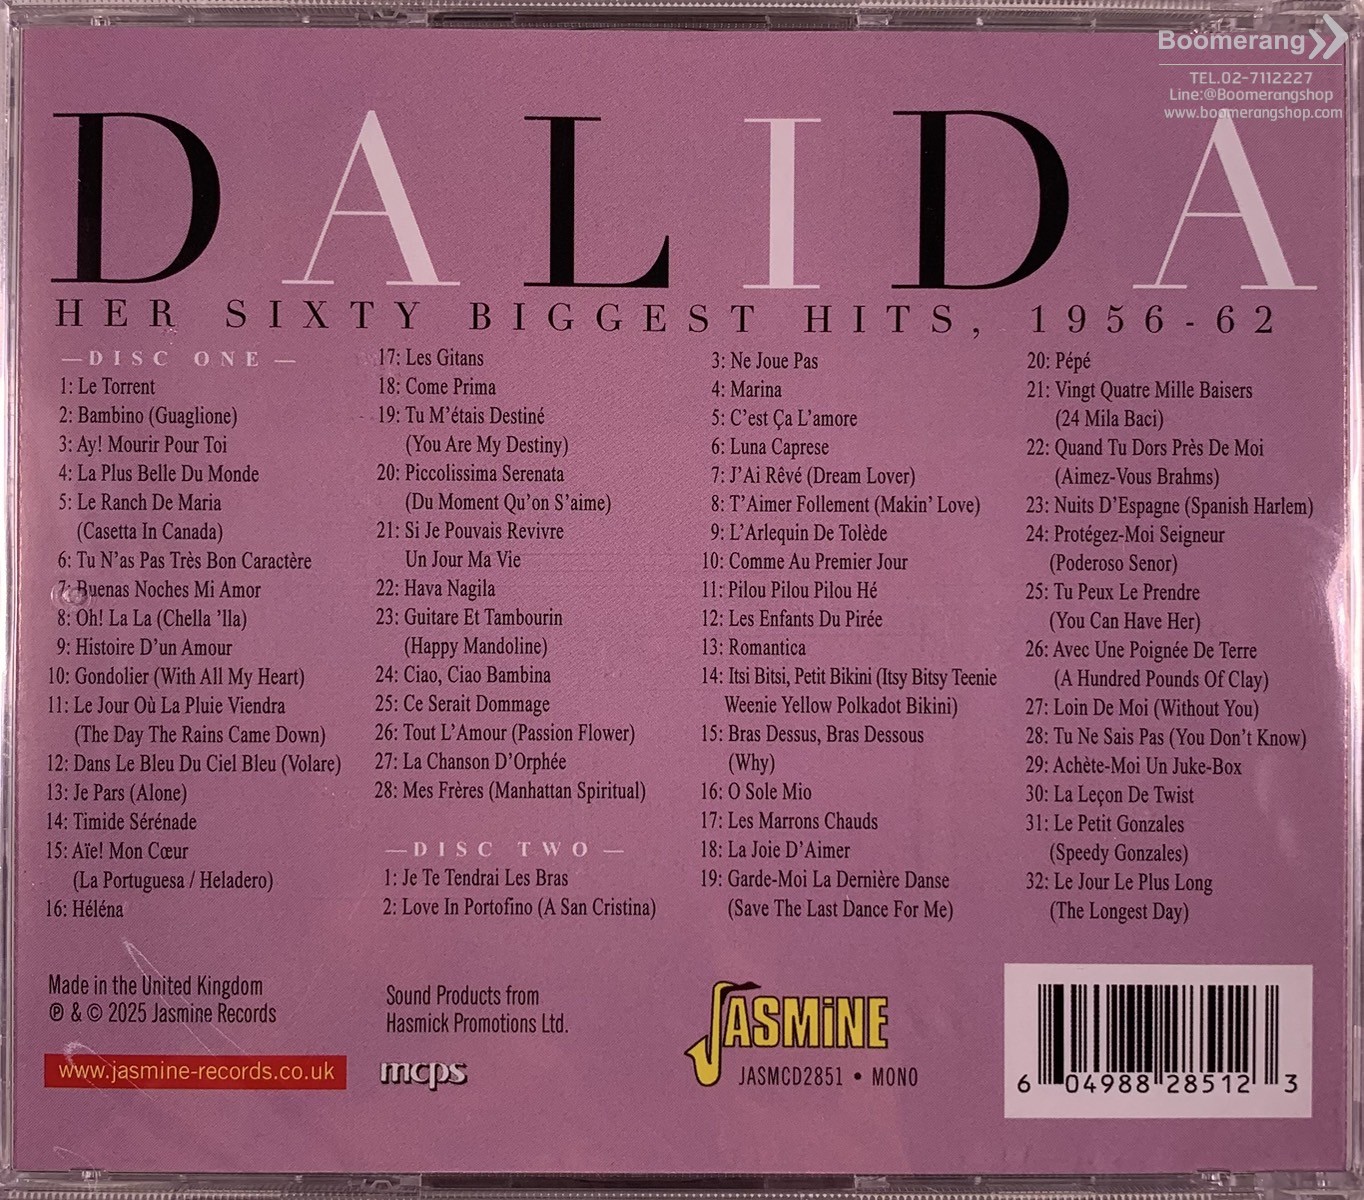 Boomerang
TEL.02-7112227
Line:@Boomerangshop
www.boomerangshop.com
DALIDA
HER SIXTY BIGGEST HITS, 1956-62
—DISC ONE—
1: Le Torrent
2: Bambino (Guaglione)
3: Ay! Mourir Pour Toi
4: La Plus Belle Du Monde
5: Le Ranch De Maria
(Casetta In Canada)
6: Tu N'as Pas Très Bon Caractère
7: Buenas Noches Mi Amor
8: Oh! La La (Chella 'lla)
9: Histoire D'un Amour
10: Gondolier (With All My Heart)
11: Le Jour Où La Pluie Viendra
(The Day The Rains Came Down)
12: Dans Le Bleu Du Ciel Bleu (Volare)
13: Je Pars (Alone)
14: Timide Sérénade
15: Aïe! Mon Cœur
(La Portuguesa / Heladero)
16: Héléna
17: Les Gitans
18: Come Prima
19: Tu M'étais Destiné
(You Are My Destiny)
20: Piccolissima Serenata
(Du Moment Qu'on S'aime)
21: Si Je Pouvais Revivre
Un Jour Ma Vie
22: Hava Nagila
23: Guitare Et Tambourin
(Happy Mandoline)
24: Ciao, Ciao Bambina
25: Ce Serait Dommage
26: Tout L'Amour (Passion Flower)
27: La Chanson D'Orphée
28: Mes Frères (Manhattan Spiritual)
—DISC TWO—
1: Je Te Tendrai Les Bras
2: Love In Portofino (A San Cristina)
3: Ne Joue Pas
4: Marina
5: C'est Ça L'amore
6: Luna Caprese
7: J'Ai Rêvé (Dream Lover)
8: T'Aimer Follement (Makin' Love)
9: L'Arlequin De Tolède
10: Comme Au Premier Jour
11: Pilou Pilou Pilou Hé
12: Les Enfants Du Pirée
13: Romantica
14: Itsi Bitsi, Petit Bikini (Itsy Bitsy Teenie
Weenie Yellow Polkadot Bikini)
15: Bras Dessus, Bras Dessous
(Why)
16: O Sole Mio
17: Les Marrons Chauds
18: La Joie D'Aimer
19: Garde-Moi La Dernière Danse
(Save The Last Dance For Me)
20: Pépé
21: Vingt Quatre Mille Baisers
(24 Mila Baci)
22: Quand Tu Dors Près De Moi
(Aimez-Vous Brahms)
23: Nuits D'Espagne (Spanish Harlem)
24: Protégez-Moi Seigneur
(Poderoso Senor)
25: Tu Peux Le Prendre
(You Can Have Her)
26: Avec Une Poignée De Terre
(A Hundred Pounds Of Clay)
27: Loin De Moi (Without You)
28: Tu Ne Sais Pas (You Don't Know)
29: Achète-Moi Un Juke-Box
30: La Leçon De Twist
31: Le Petit Gonzales
(Speedy Gonzales)
32: Le Jour Le Plus Long
(The Longest Day)
Made in the United Kingdom
℗ & © 2025 Jasmine Records
www.jasmine-records.co.uk
Sound Products from
Hasmick Promotions Ltd.
mcps
JASMiNE
JASMCD2851 • MONO
6 04988 28512 3